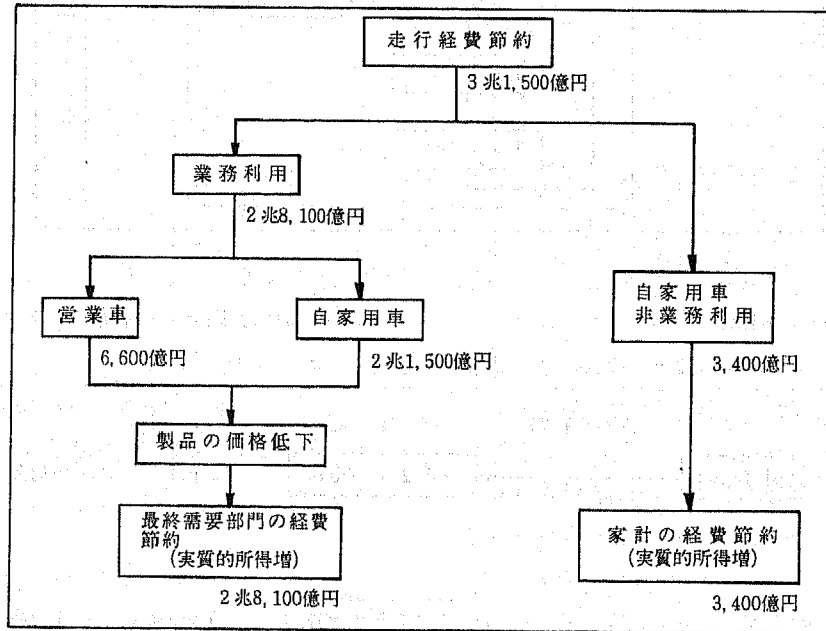 走行経費節約
3兆1,500億円
業務利用
2兆8,100億円
営業車
6,600億円
自家用車
2兆1,500億円
自家用車
非業務利用
3,400億円
製品の価格低下
最終需要部門の経費
節約
(実質的所得増)
2兆8,100億円
家計の経費節約
(実質的所得増)
3,400億円